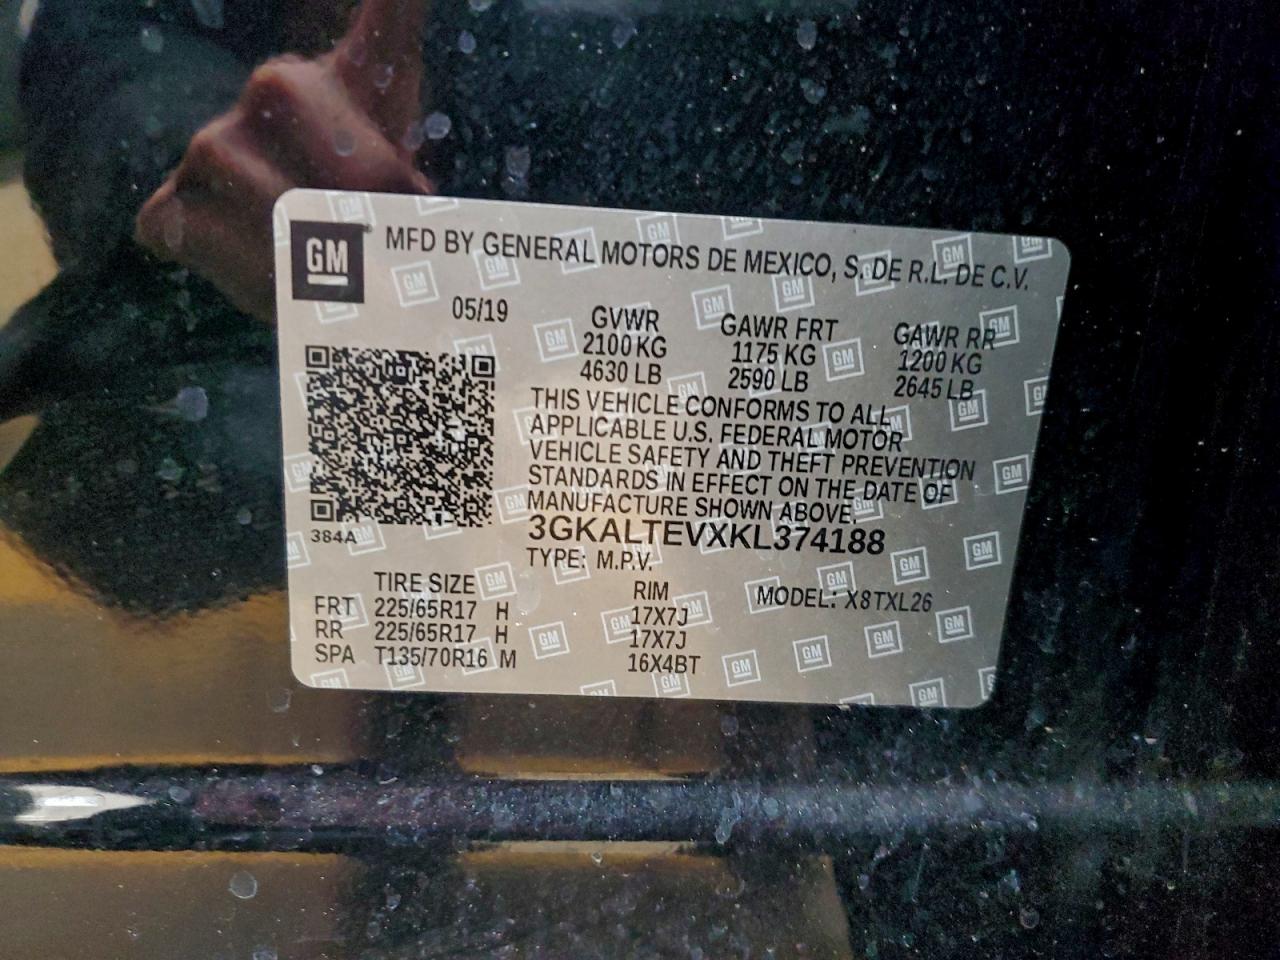 GM
MFD BY GENERAL MOTORS DE MEXICO, S. DE R.L. DE C.V.
05/19
GVWR GAWR FRT GAWR RR
2100 KG 1175 KG 1200 KG
4630 LB 2590 LB 2645 LB
THIS VEHICLE CONFORMS TO ALL
APPLICABLE U.S. FEDERAL MOTOR
VEHICLE SAFETY AND THEFT PREVENTION
STANDARDS IN EFFECT ON THE DATE OF
MANUFACTURE SHOWN ABOVE.
384A
3GKALTEVXKL374188
TYPE: M.P.V.
TIRE SIZE RIM MODEL: X8TXL26
FRT 225/65R17 H 17X7J
RR 225/65R17 H 17X7J
SPA T135/70R16 M 16X4BT